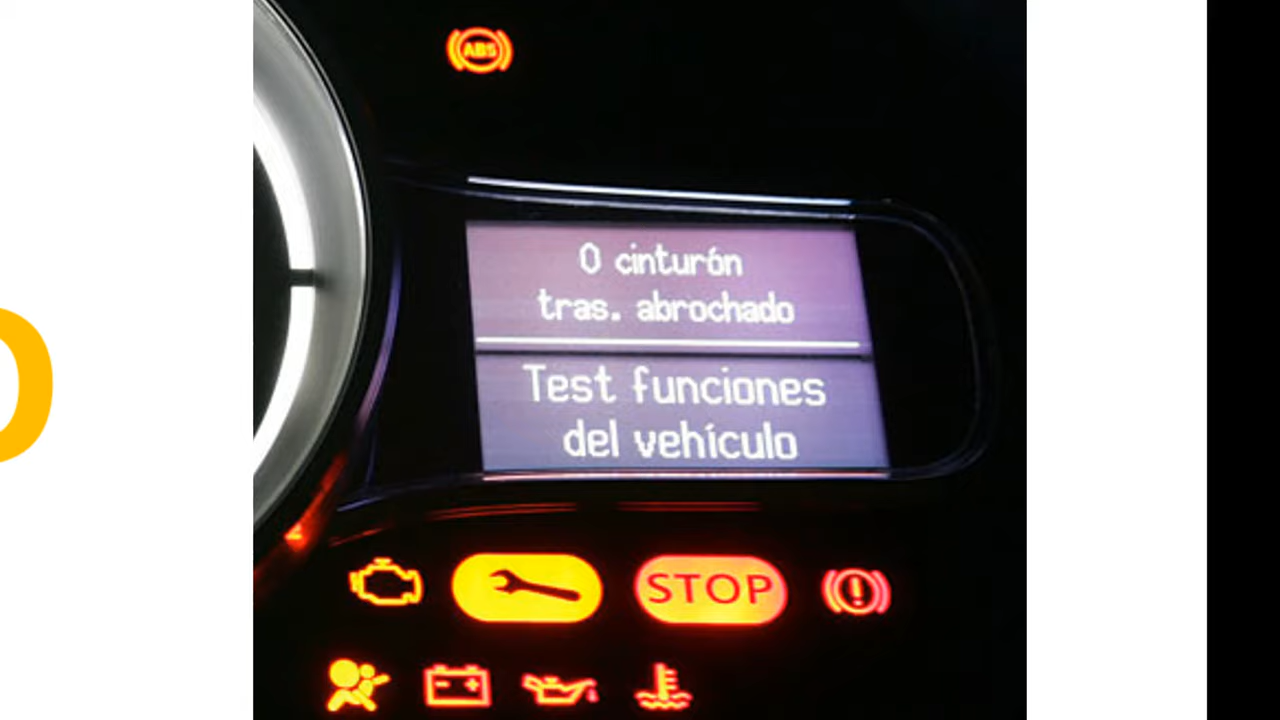 ABS
0 cinturón
tras. abrochado
Test funciones
del vehículo
STOP